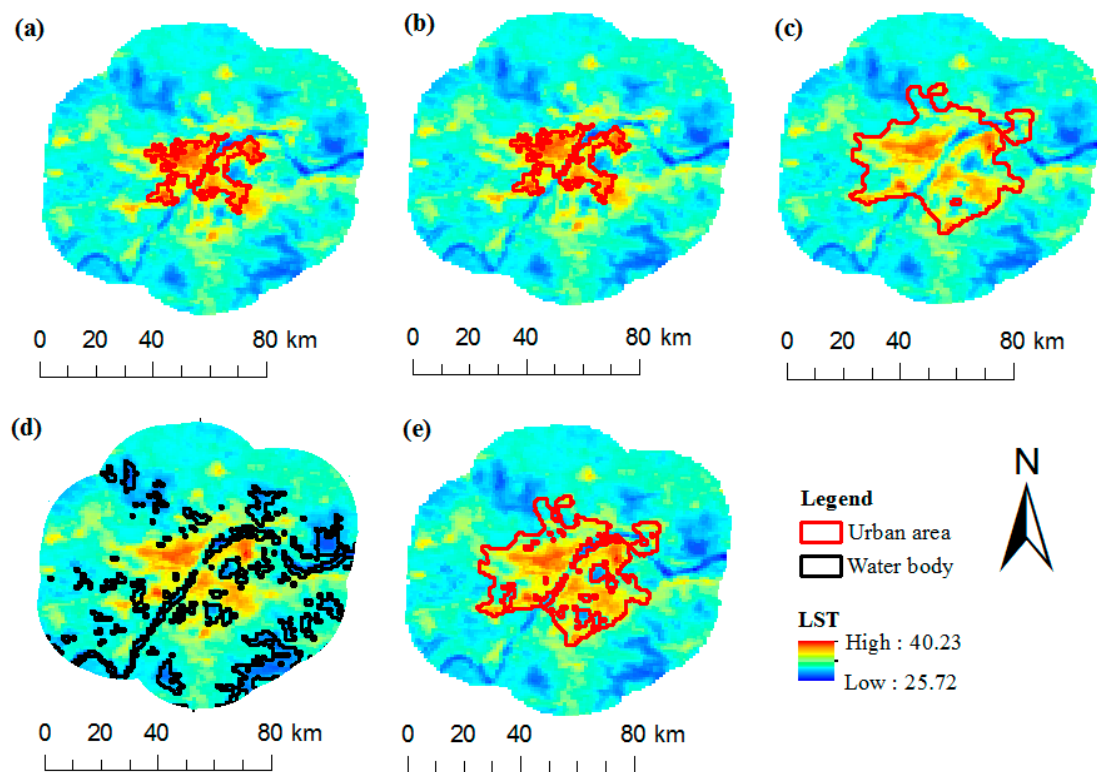 (a)
(b)
(c)
0 20 40 80 km
0 20 40 80 km
0 20 40 80 km
(d)
(e)
N
Legend
Urban area
Water body
LST
High : 40.23
Low : 25.72
0 20 40 80 km
0 20 40 80 km